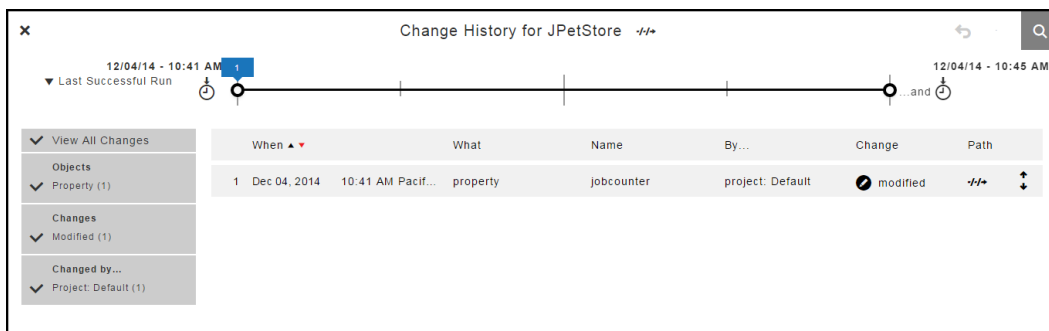 Change History for JPetStore
12/04/14 - 10:41 AM
1
12/04/14 - 10:45 AM
Last Successful Run
...and
View All Changes
When What Name By... Change Path
Objects
Property (1)
1 Dec 04, 2014 10:41 AM Pacif... property jobcounter project: Default modified
Changes
Modified (1)
Changed by...
Project: Default (1)